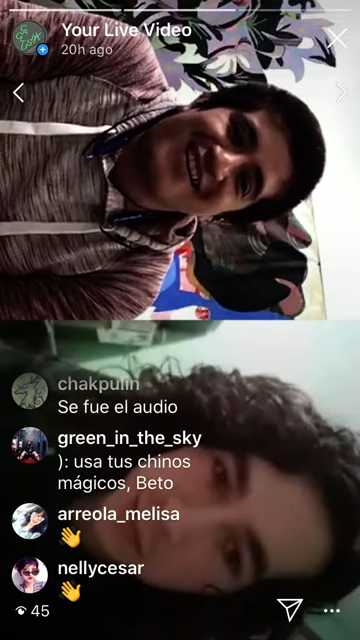 Your Live Video
20h ago
chakpulin
Se fue el audio
green_in_the_sky
): usa tus chinos
mágicos, Beto
arreola_melisa
👋
nellycesar
👋
45